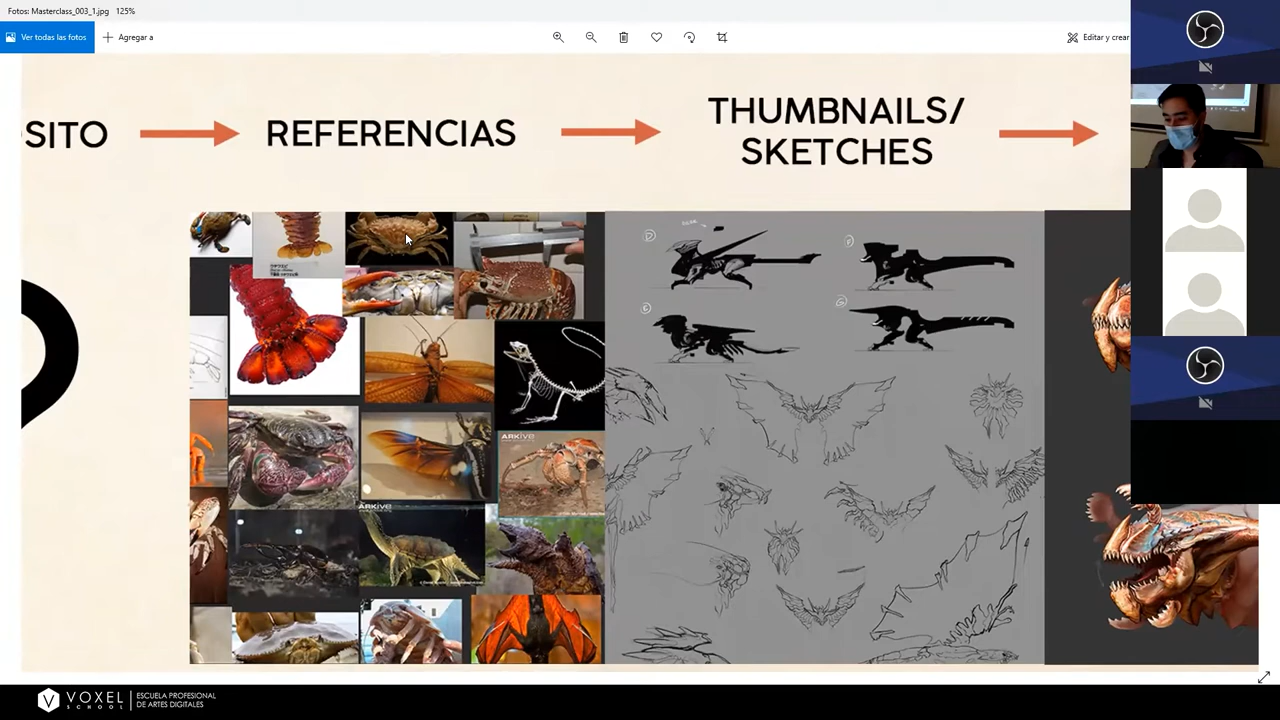 Fotos: Masterclass_003_1.jpg 125%
Ver todas las fotos
Agregar a
Editar y crear
SITO
REFERENCIAS
THUMBNAILS/
SKETCHES
D
F
E
G
ARKIVE
ARKIVE
VOXEL
SCHOOL
ESCUELA PROFESIONAL
DE ARTES DIGITALES